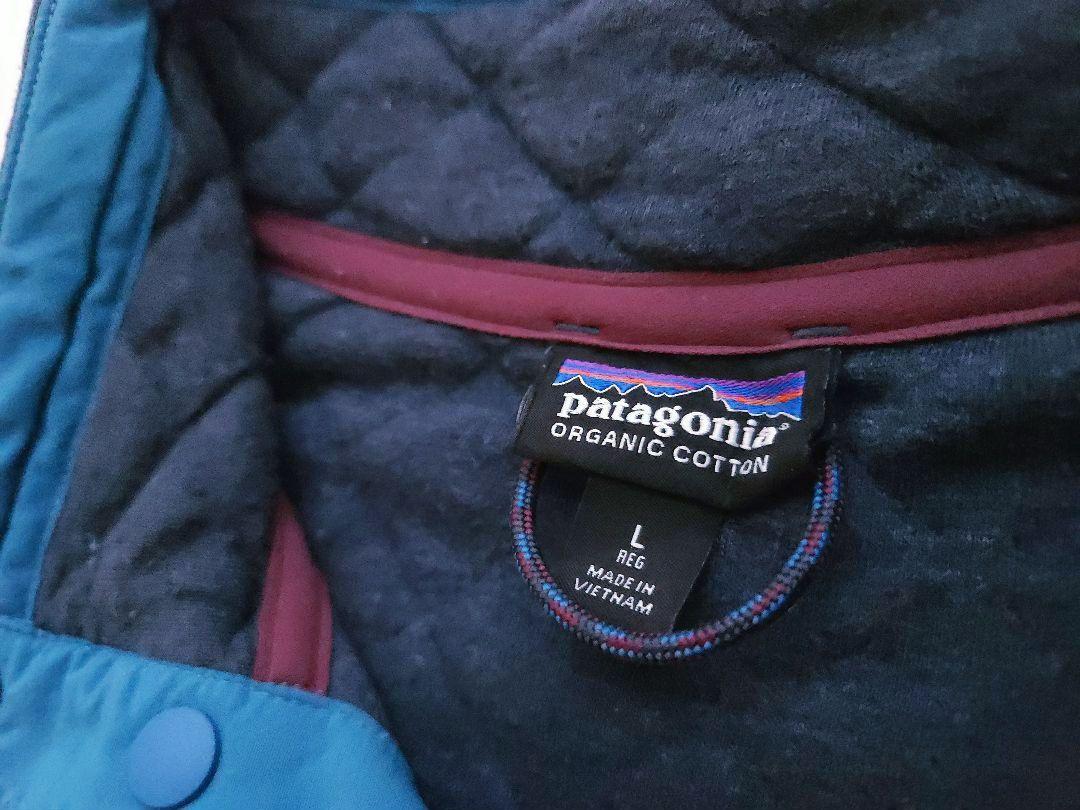 patagonia®
ORGANIC COTTON
L
REG
MADE IN
VIETNAM